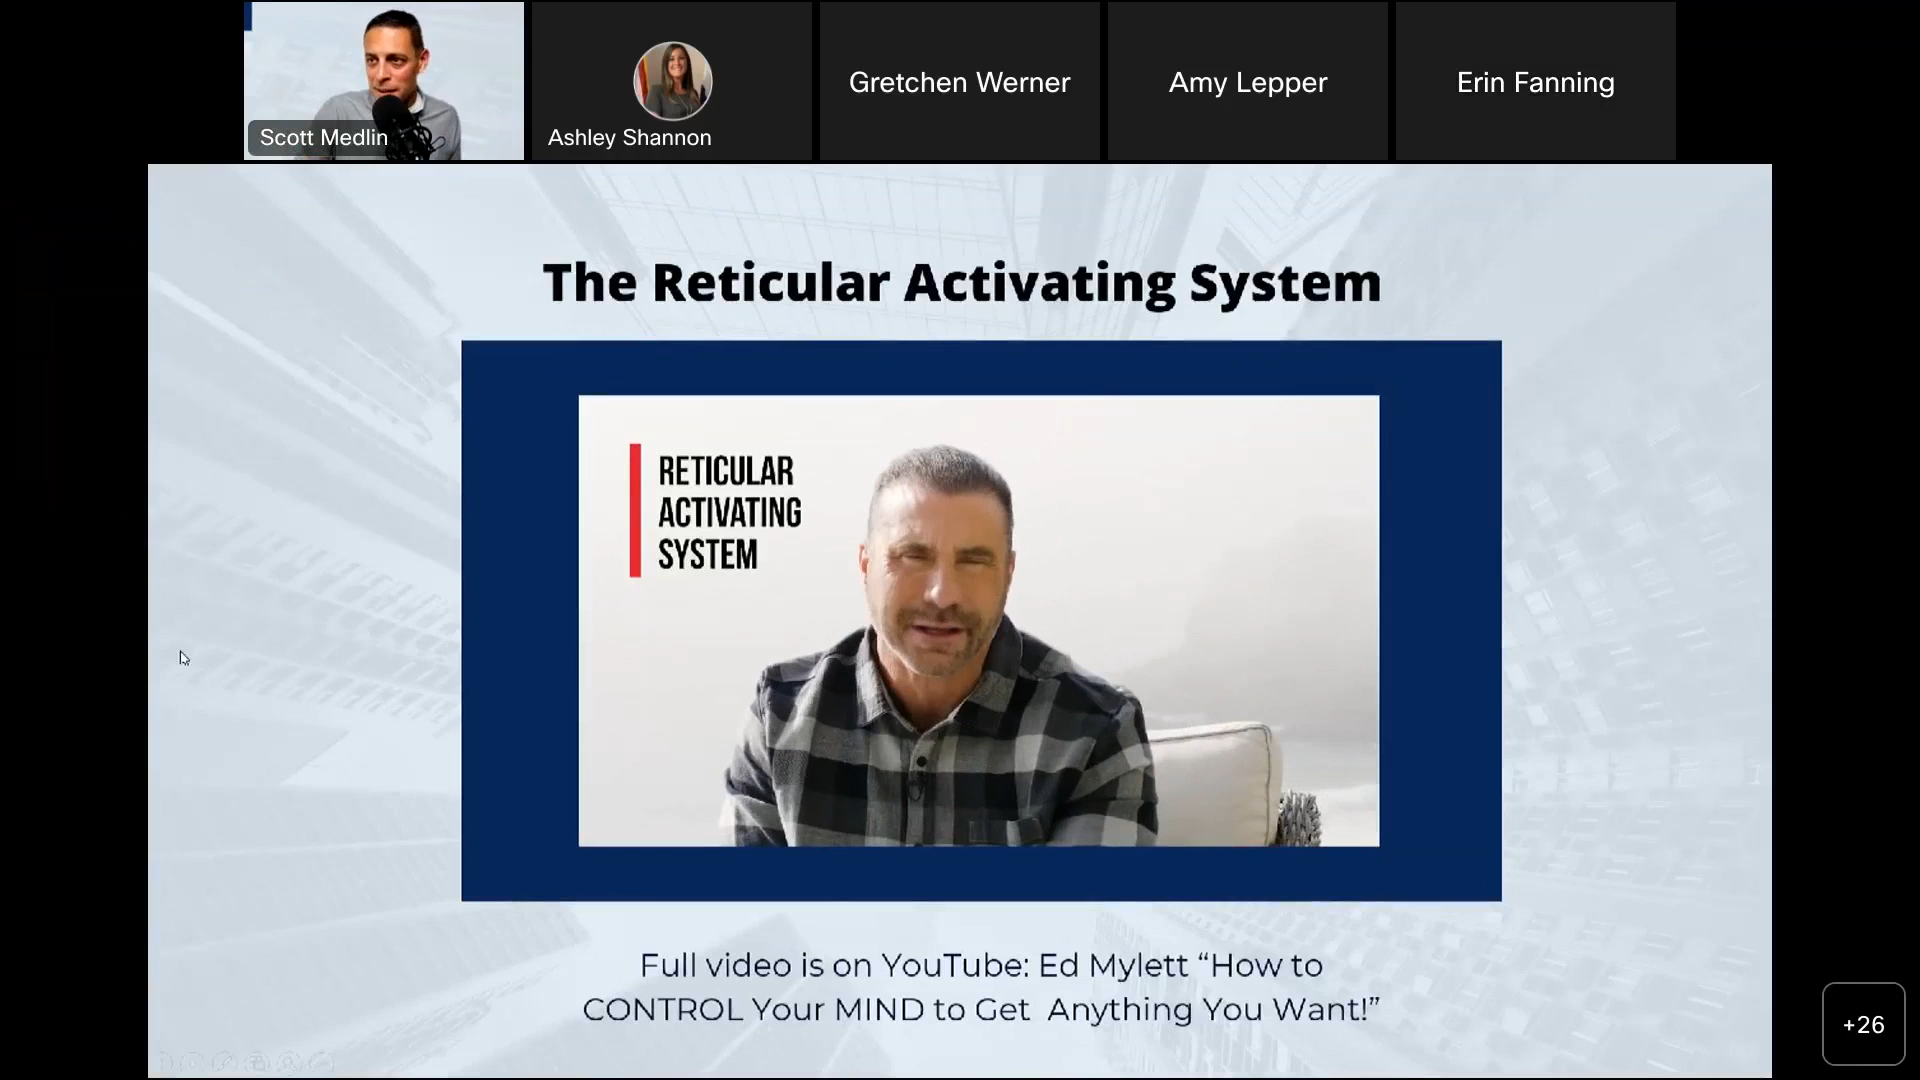 Scott Medlin
Ashley Shannon
Gretchen Werner
Amy Lepper
Erin Fanning
The Reticular Activating System
RETICULAR
ACTIVATING
SYSTEM
Full video is on YouTube: Ed Mylett “How to
CONTROL Your MIND to Get  Anything You Want!”
+26